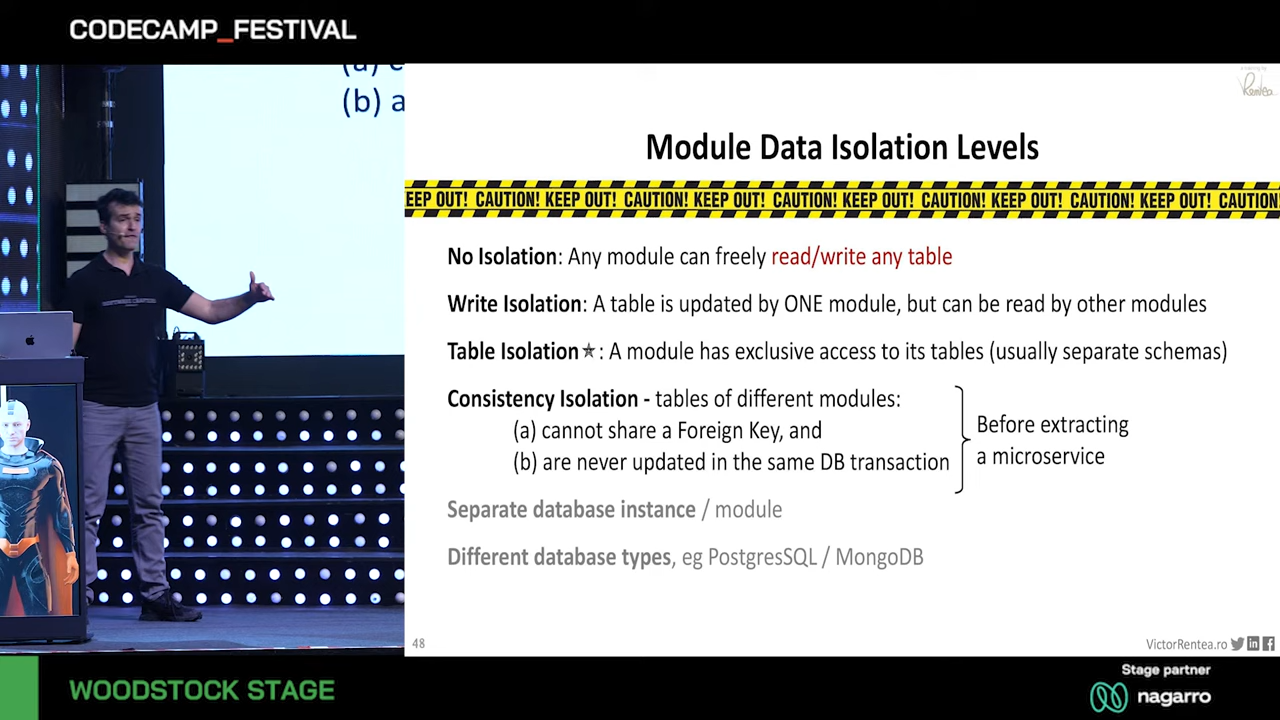 CODECAMP_FESTIVAL
(b) a
a training by
Rentea
Module Data Isolation Levels
EEP OUT! CAUTION! KEEP OUT! CAUTION! KEEP OUT! CAUTION! KEEP OUT! CAUTION! KEEP OUT! CAUTION! KEEP OUT! CAUTION
No Isolation: Any module can freely read/write any table
Write Isolation: A table is updated by ONE module, but can be read by other modules
Table Isolation★: A module has exclusive access to its tables (usually separate schemas)
Consistency Isolation - tables of different modules:
(a) cannot share a Foreign Key, and
(b) are never updated in the same DB transaction
Before extracting
a microservice
Separate database instance / module
Different database types, eg PostgresSQL / MongoDB
48
VictorRentea.ro
WOODSTOCK STAGE
Stage partner
nagarro